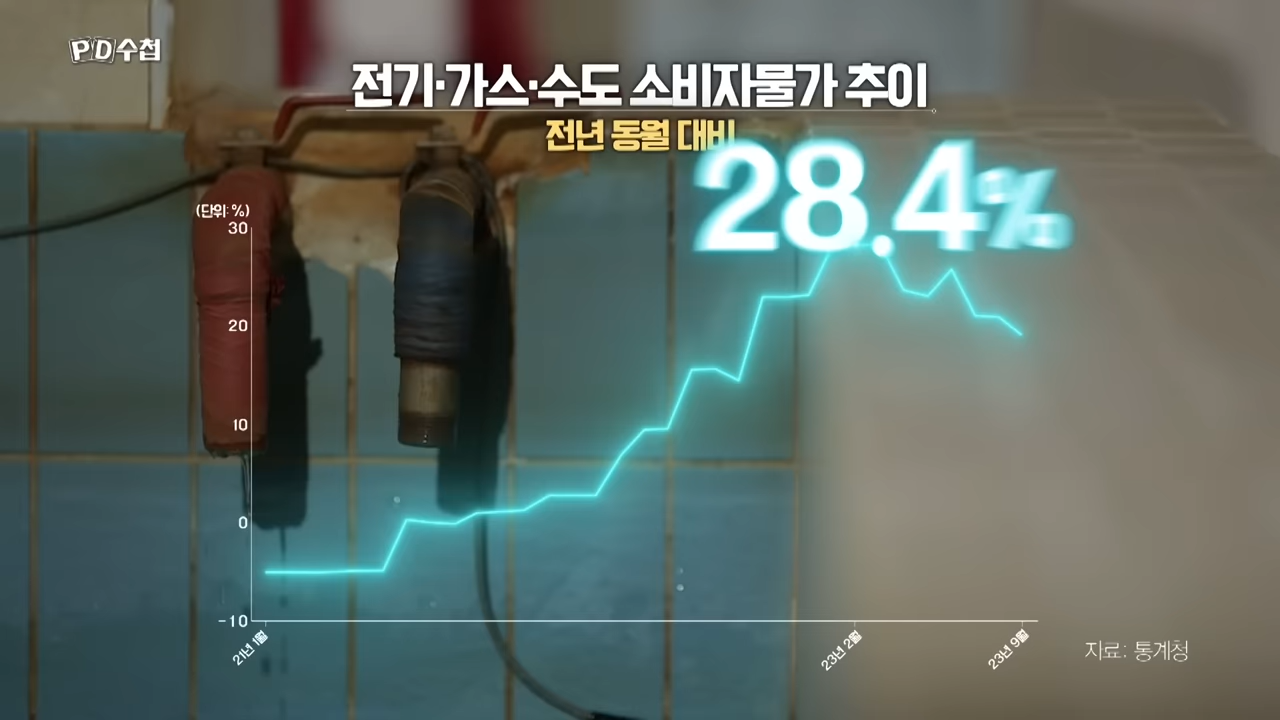 PD수첩
전기·가스·수도 소비자물가 추이
전년 동월 대비
28.4%
(단위: %)
30
20
10
0
-10
21년 1월
23년 2월
23년 9월
자료: 통계청